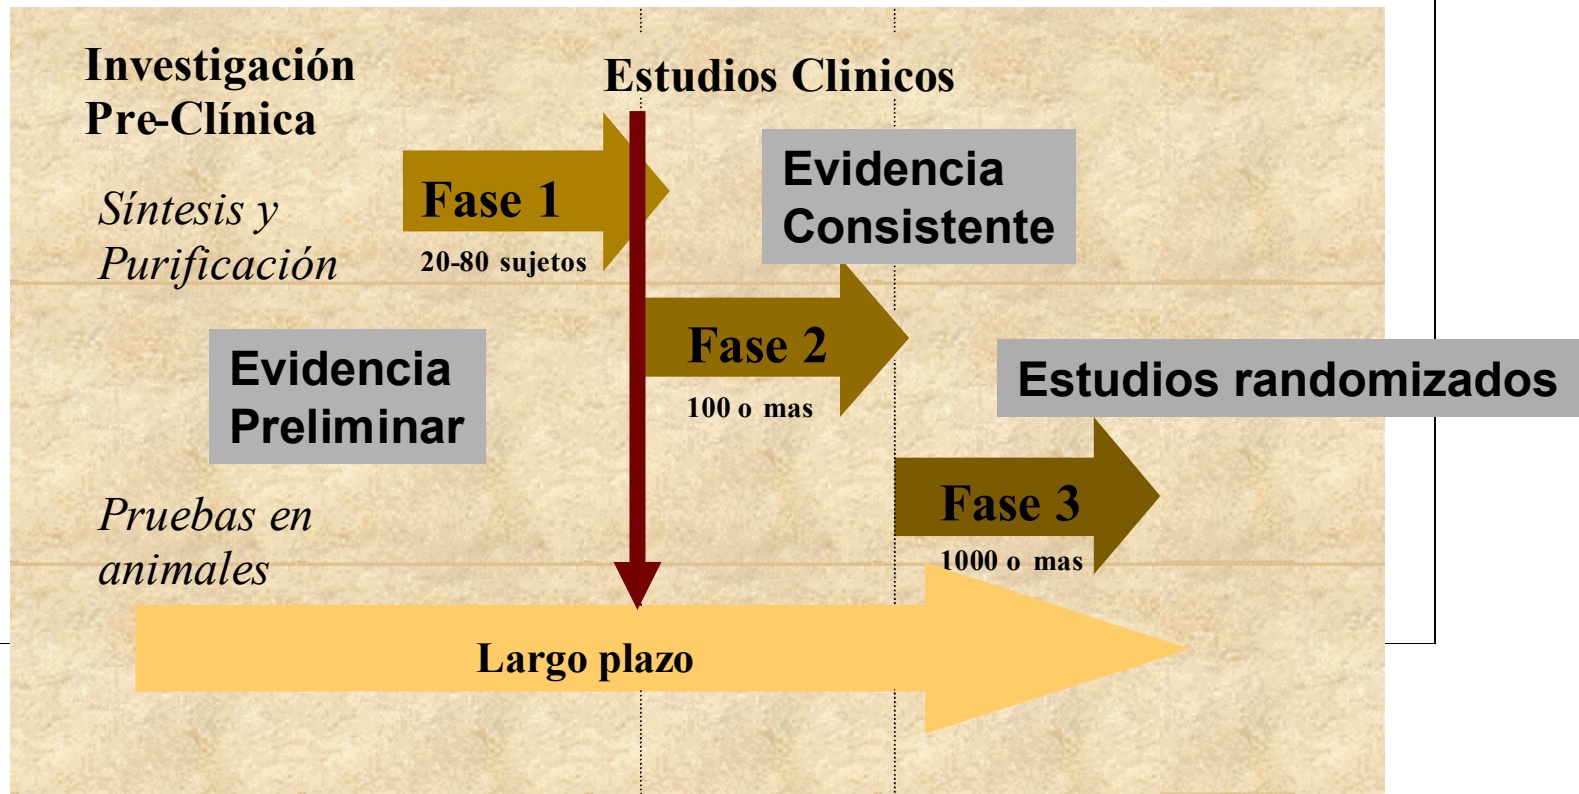 Investigación
Pre-Clínica
Estudios Clinicos
Síntesis y
Purificación
Fase 1
20-80 sujetos
Evidencia
Consistente
Evidencia
Preliminar
Fase 2
100 o mas
Estudios randomizados
Pruebas en
animales
Fase 3
1000 o mas
Largo plazo